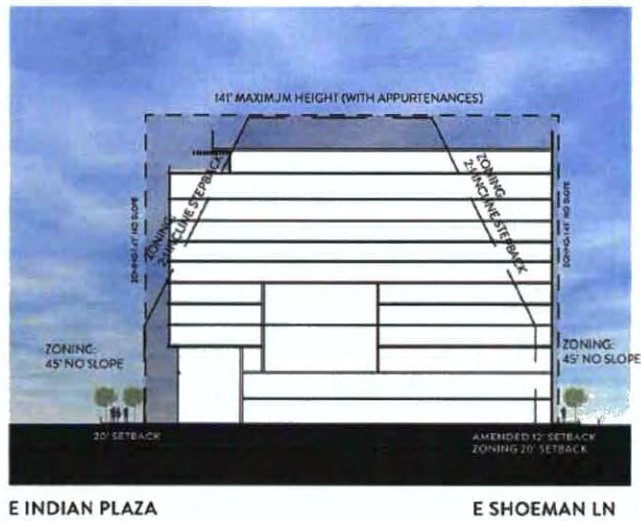 141' MAXIMUM HEIGHT (WITH APPURTENANCES)
ZONING:
2:1 INCLINE STEPBACK
ZONING:
2:1 INCLINE STEPBACK
ZONING: 141' NO SLOPE
ZONING: 141' NO SLOPE
ZONING:
45' NO SLOPE
ZONING:
45' NO SLOPE
20' SETBACK
AMENDED 12' SETBACK
ZONING 20' SETBACK
E INDIAN PLAZA
E SHOEMAN LN